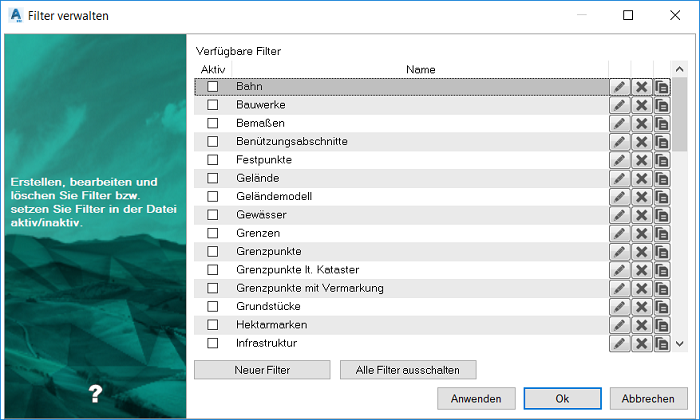 Filter verwalten
Erstellen, bearbeiten und
löschen Sie Filter bzw.
setzen Sie Filter in der Datei
aktiv/inaktiv.
?
Verfügbare Filter
Aktiv Name
Bahn
Bauwerke
Bemaßen
Benützungsabschnitte
Festpunkte
Gelände
Geländemodell
Gewässer
Grenzen
Grenzpunkte
Grenzpunkte lt. Kataster
Grenzpunkte mit Vermarkung
Grundstücke
Hektarmarken
Infrastruktur
Neuer Filter Alle Filter ausschalten
Anwenden Ok Abbrechen